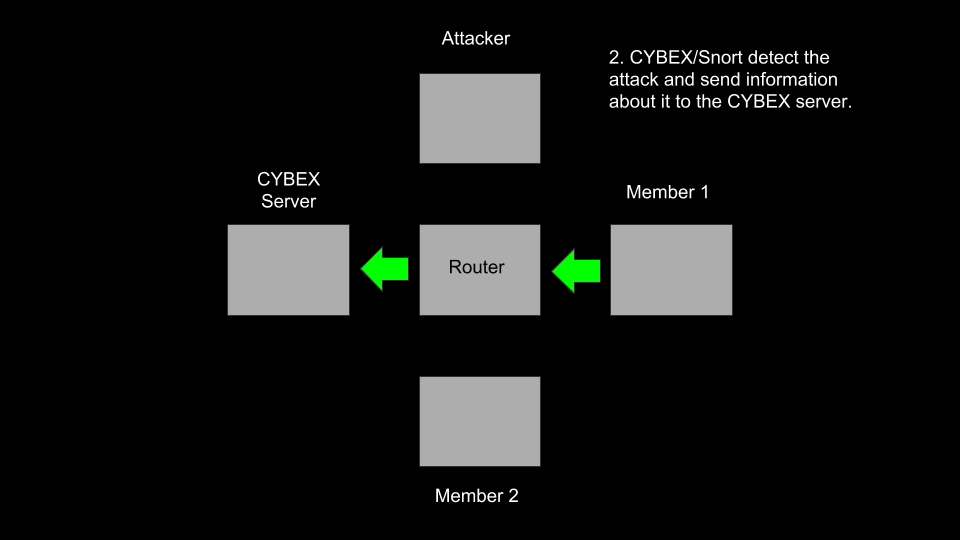 Attacker
2. CYBEX/Snort detect the
attack and send information
about it to the CYBEX server.
CYBEX
Server
Member 1
Router
Member 2